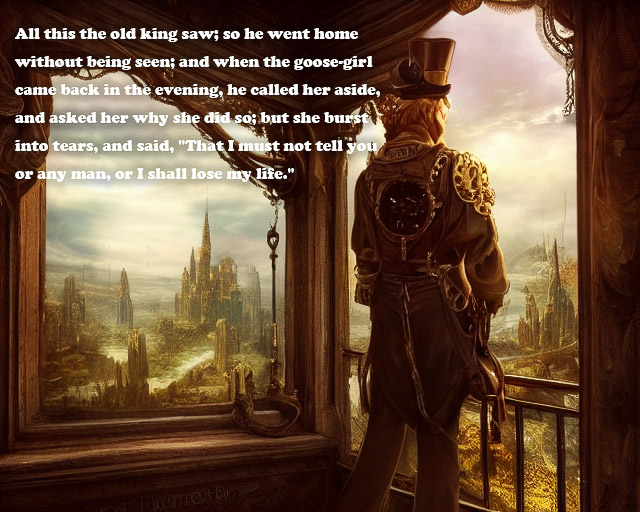 All this the old king saw; so he went home
without being seen; and when the goose-girl
came back in the evening, he called her aside,
and asked her why she did so; but she burst
into tears, and said, "That I must not tell you
or any man, or I shall lose my life."